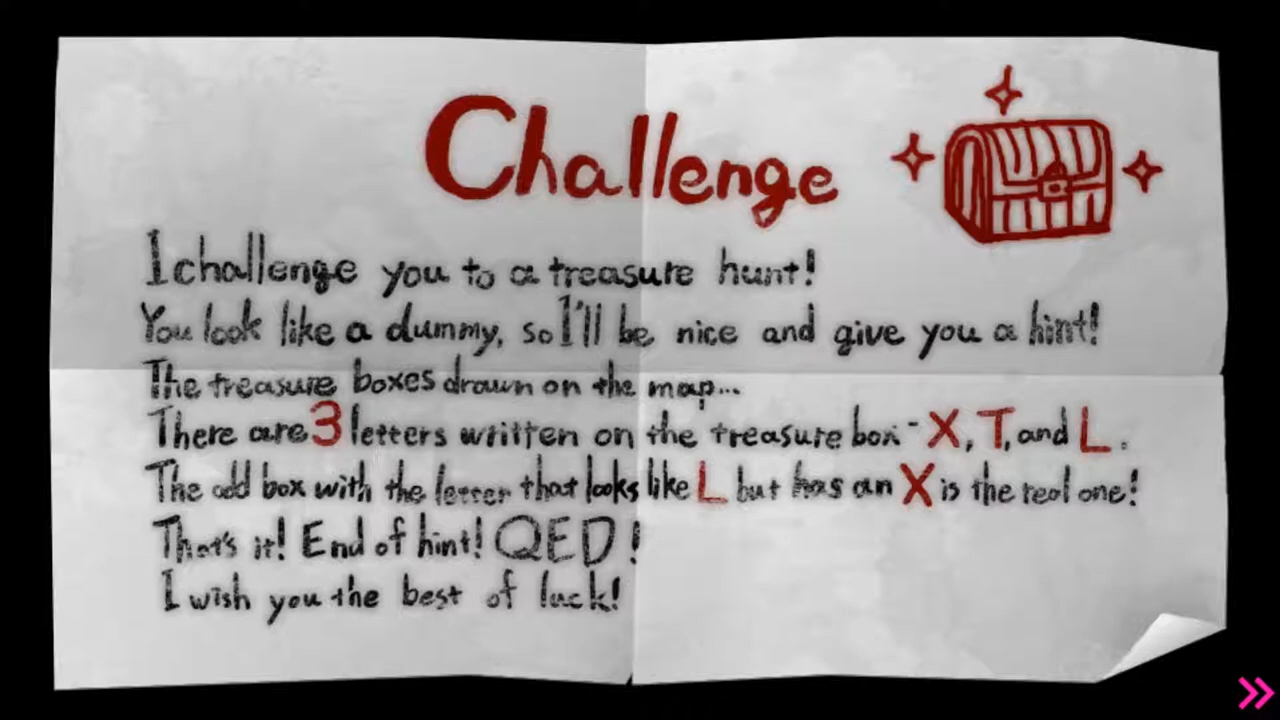 Challenge
I challenge you to a treasure hunt!
You look like a dummy, so I'll be nice and give you a hint!
The treasure boxes drawn on the map...
There are 3 letters written on the treasure box - X, T, and L.
The odd box with the letter that looks like L but has an X is the real one!
That's it! End of hint! QED!
I wish you the best of luck!